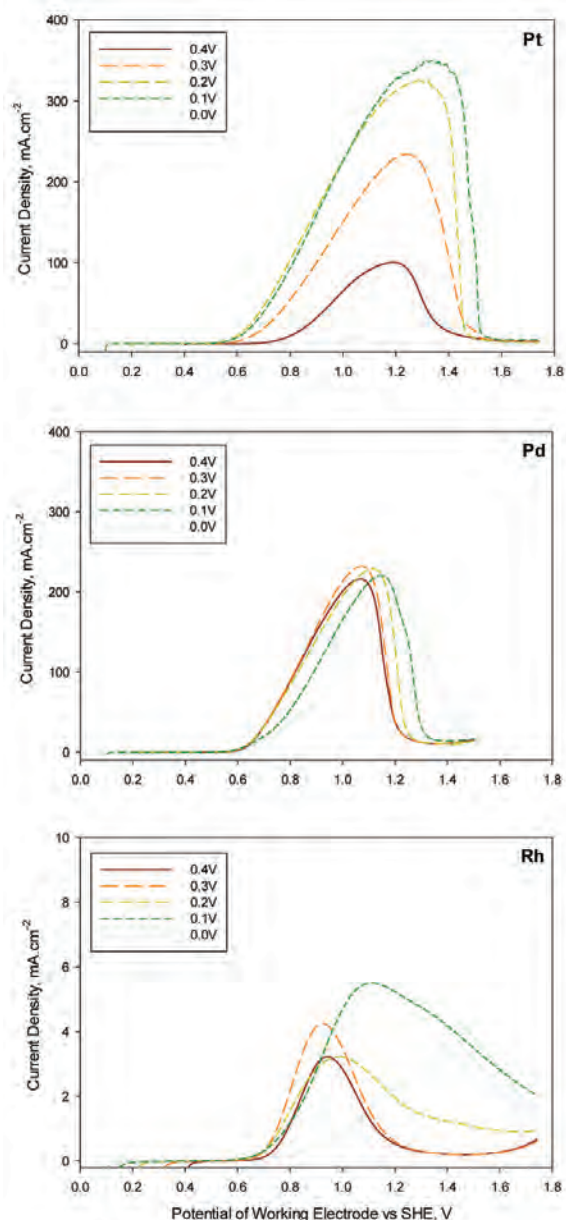 400
Pt
0.4V
0.3V
0.2V
0.1V
0.0V
300
200
100
0
Current Density, mA.cm-2
0.0 0.2 0.4 0.6 0.8 1.0 1.2 1.4 1.6 1.8
400
Pd
0.4V
0.3V
0.2V
0.1V
0.0V
300
200
100
0
Current Density, mA.cm-2
0.0 0.2 0.4 0.6 0.8 1.0 1.2 1.4 1.6 1.8
10
Rh
0.4V
0.3V
0.2V
0.1V
0.0V
8
6
4
2
0
Current Density, mA.cm-2
0.0 0.2 0.4 0.6 0.8 1.0 1.2 1.4 1.6 1.8
Potential of Working Electrode vs SHE, V